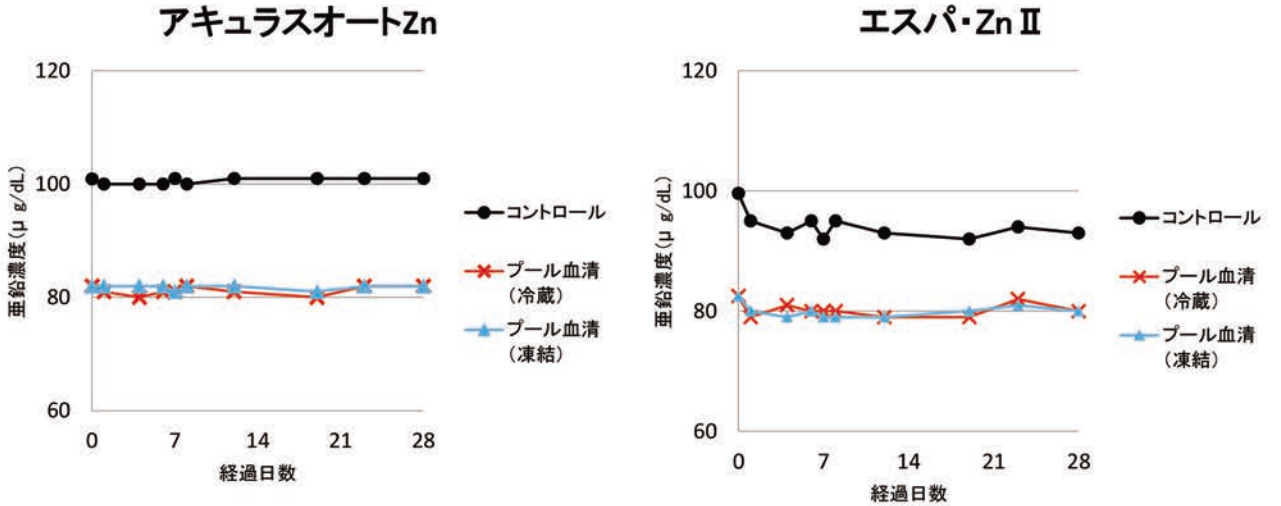 アキュラスオートZn
120
100
80
60
亜鉛濃度(μ g/dL)
0 7 14 21 28
経過日数
コントロール
プール血清
(冷蔵)
プール血清
(凍結)
エスパ・Zn Ⅱ
120
100
80
60
亜鉛濃度(μ g/dL)
0 7 14 21 28
経過日数
コントロール
プール血清
(冷蔵)
プール血清
(凍結)